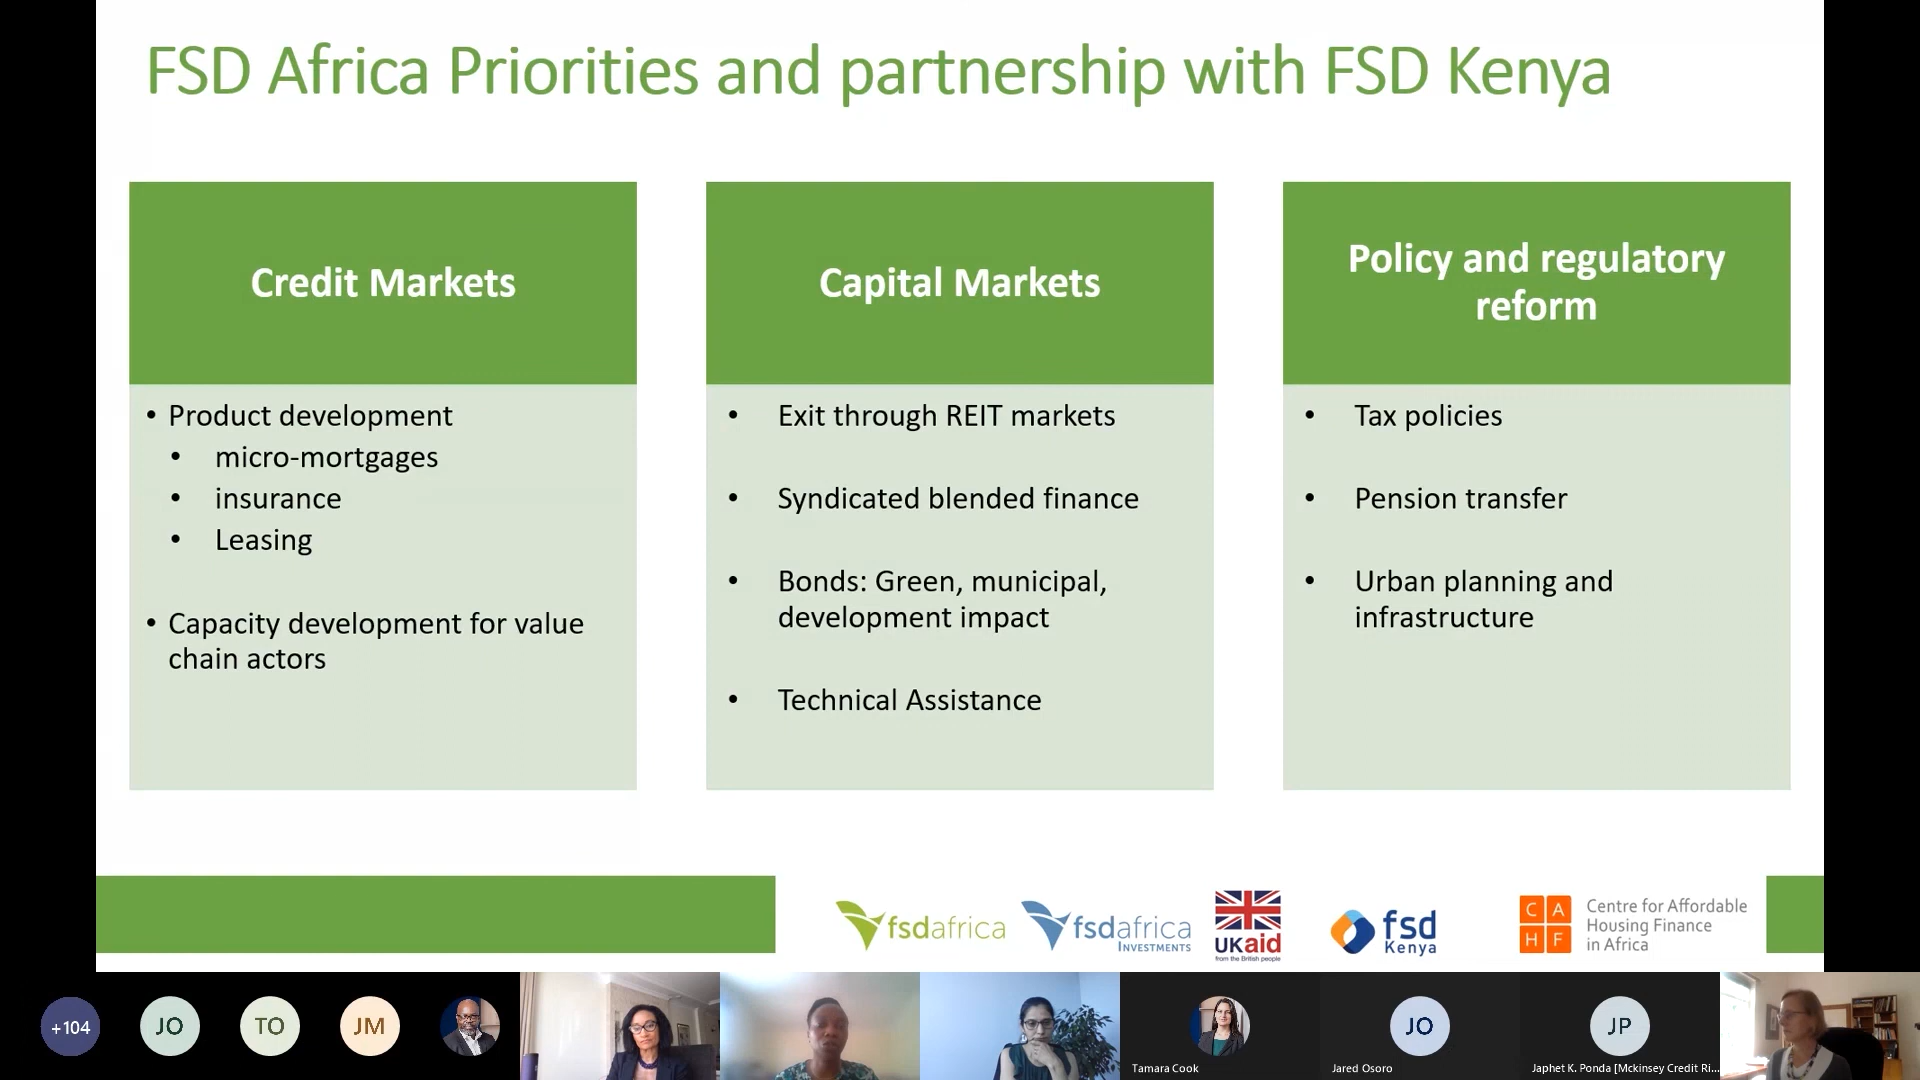 FSD Africa Priorities and partnership with FSD Kenya
Credit Markets
• Product development
• micro-mortgages
• insurance
• Leasing
• Capacity development for value
chain actors
Capital Markets
• Exit through REIT markets
• Syndicated blended finance
• Bonds: Green, municipal,
development impact
• Technical Assistance
Policy and regulatory
reform
• Tax policies
• Pension transfer
• Urban planning and
infrastructure
fsdafrica
fsdafrica
INVESTMENTS
UKaid
from the British people
fsd
Kenya
CA
HF
Centre for Affordable
Housing Finance
in Africa
+104
JO
TO
JM
Tamara Cook
JO
Jared Osoro
JP
Japhet K. Ponda [Mckinsey Credit Ri...